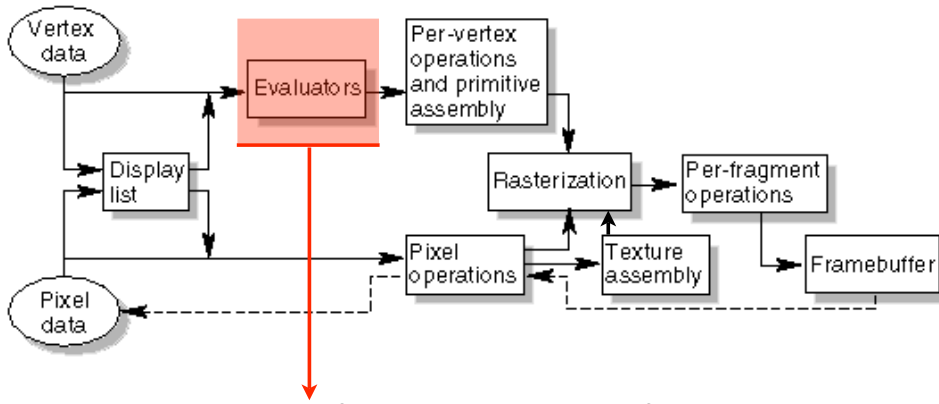 Vertex
data
Evaluators
Per-vertex
operations
and primitive
assembly
Display
list
Rasterization
Per-fragment
operations
Pixel
operations
Texture
assembly
Framebuffer
Pixel
data